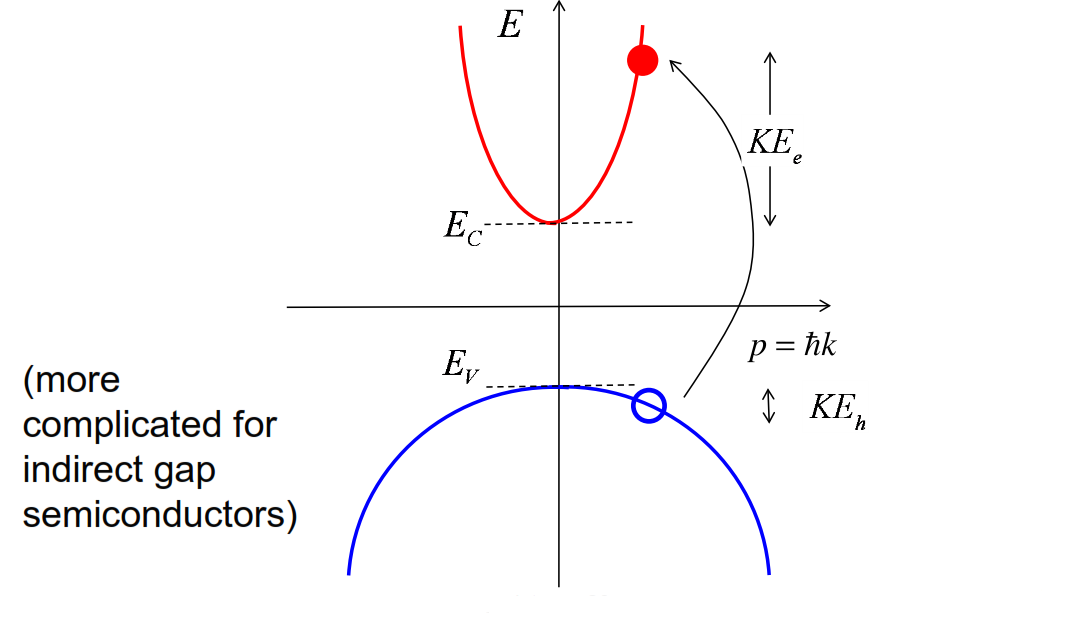 E
KE_e
E_C
p = ħk
E_V
KE_h
(more
complicated for
indirect gap
semiconductors)